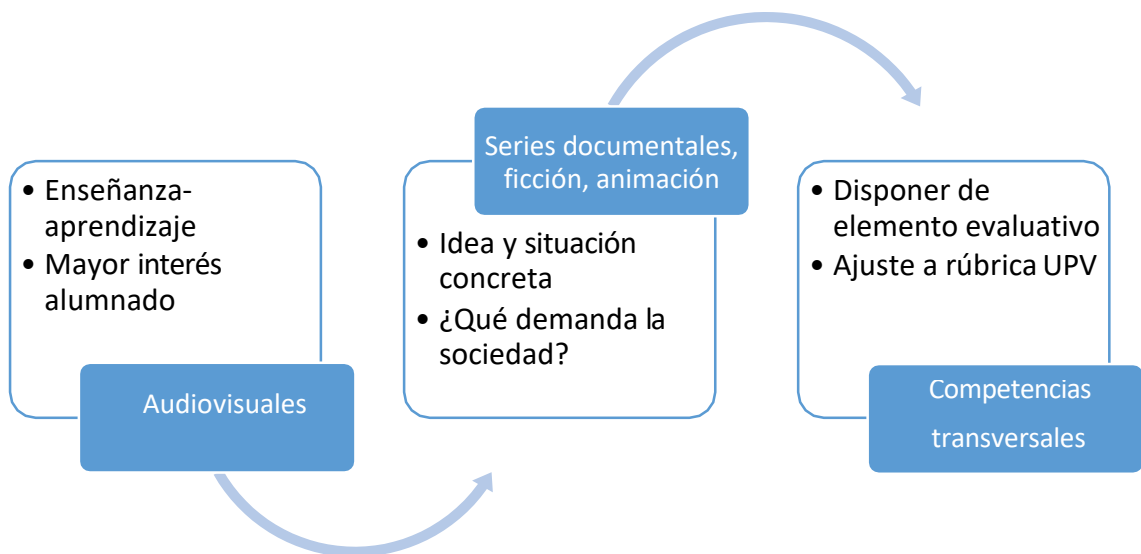 • Enseñanza-
aprendizaje
• Mayor interés
alumnado
Audiovisuales
Series documentales,
ficción, animación
• Idea y situación
concreta
• ¿Qué demanda la
sociedad?
• Disponer de
elemento evaluativo
• Ajuste a rúbrica UPV
Competencias
transversales